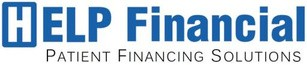 HELP Financial
PATIENT FINANCING SOLUTIONS